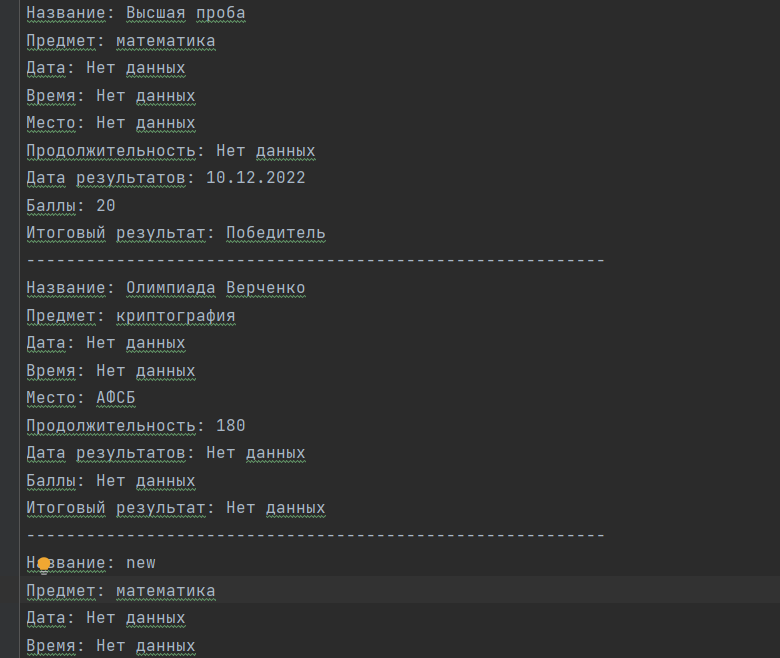 Название: Высшая проба
Предмет: математика
Дата: Нет данных
Время: Нет данных
Место: Нет данных
Продолжительность: Нет данных
Дата результатов: 10.12.2022
Баллы: 20
Итоговый результат: Победитель
----------------------------------------------------------
Название: Олимпиада Верченко
Предмет: криптография
Дата: Нет данных
Время: Нет данных
Место: АФСБ
Продолжительность: 180
Дата результатов: Нет данных
Баллы: Нет данных
Итоговый результат: Нет данных
----------------------------------------------------------
Название: new
Предмет: математика
Дата: Нет данных
Время: Нет данных